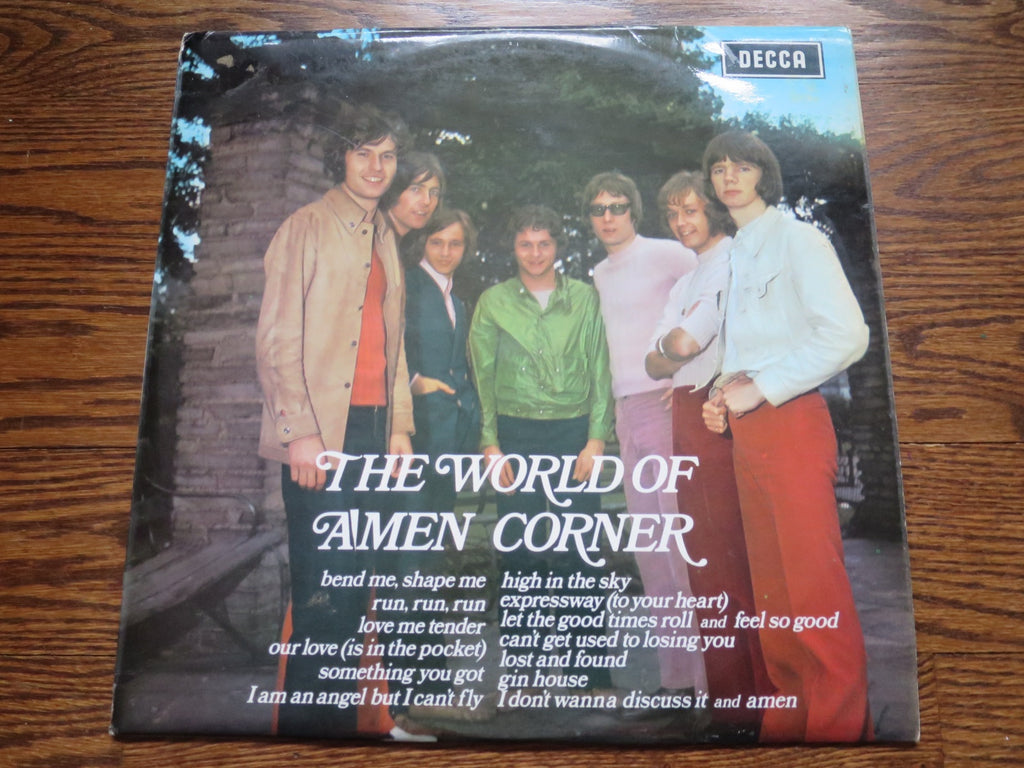 DECCA
THE WORLD OF
AMEN CORNER
bend me, shape me
run, run, run
love me tender
our love (is in the pocket)
something you got
I am an angel but I can't fly
high in the sky
expressway (to your heart)
let the good times roll and feel so good
can't get used to losing you
lost and found
gin house
I don't wanna discuss it and amen